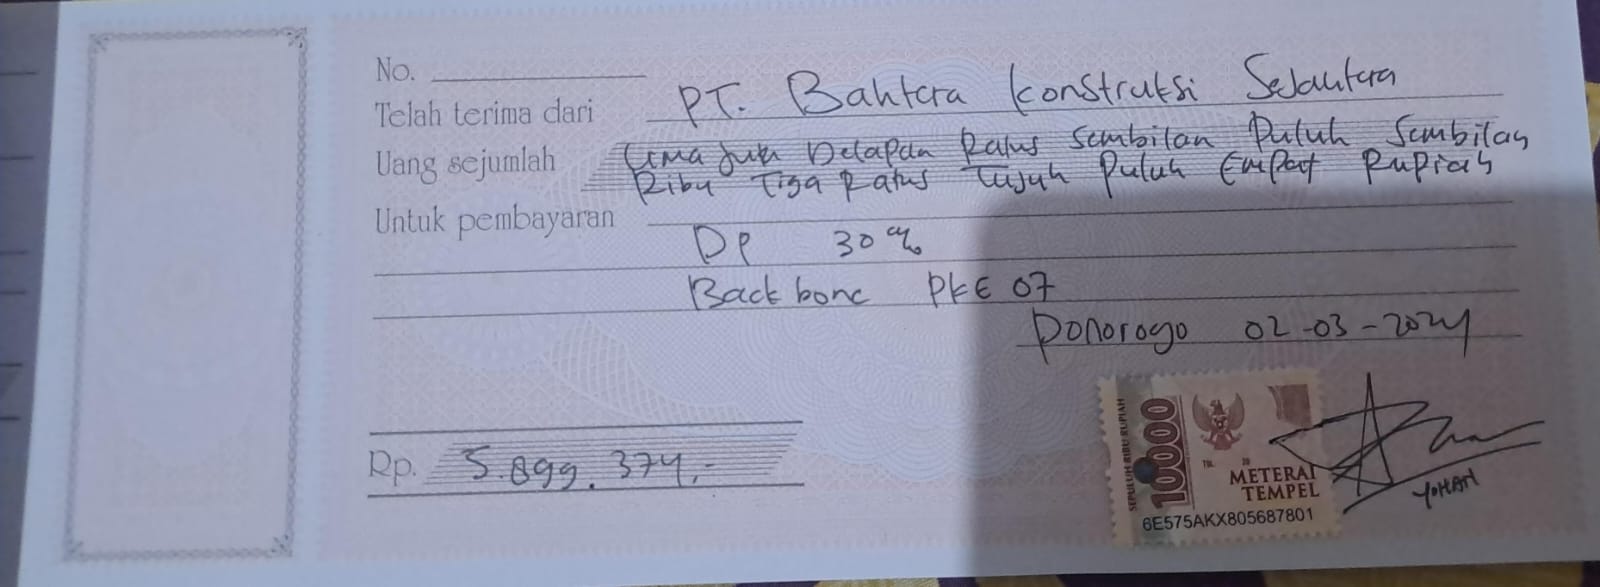 No.
Telah terima dari PT. Bahtera Konstruksi Sejahtera
Uang sejumlah Lima Juta Delapan Ratus Sembilan Puluh Sembilan
Ribu Tiga Ratus Tujuh Puluh Empat Rupiah
Untuk pembayaran
DP 30%
Back bone PKE 07
Ponorogo 02-03-2024
Rp. 5.899.374,-
SEPULUH RIBU RUPIAH
10000
TGL. 20
METERAI
TEMPEL
6E575AKX805687801
YOHAN